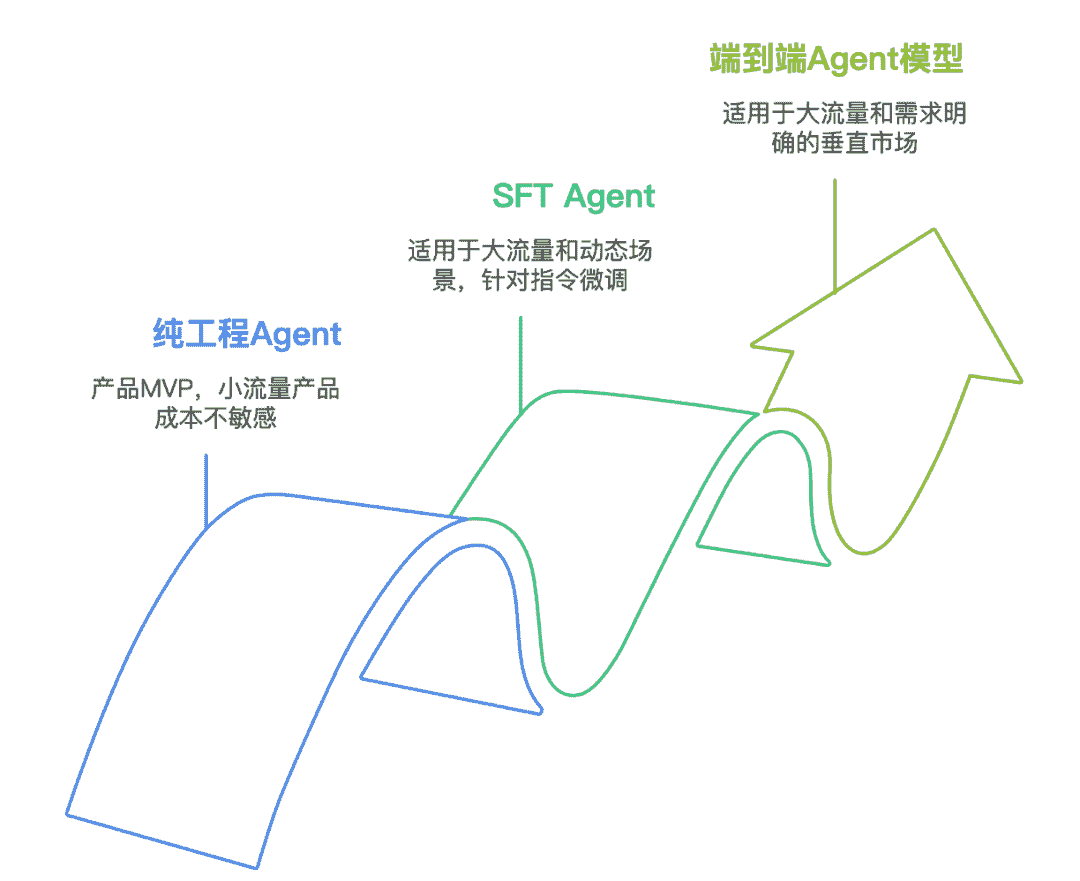 端到端Agent模型
适用于大流量和需求明
确的垂直市场
SFT Agent
适用于大流量和动态场
景，针对指令微调
纯工程Agent
产品MVP，小流量产品
成本不敏感